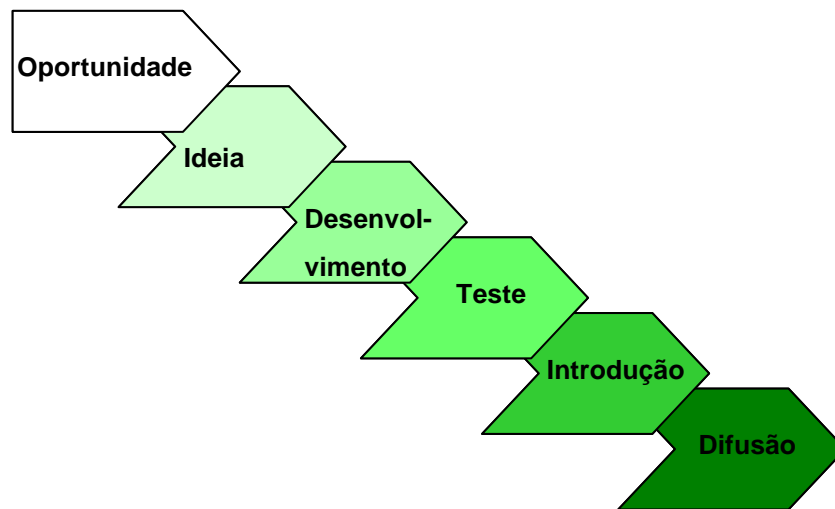 Oportunidade
Ideia
Desenvol-
vimento
Teste
Introdução
Difusão